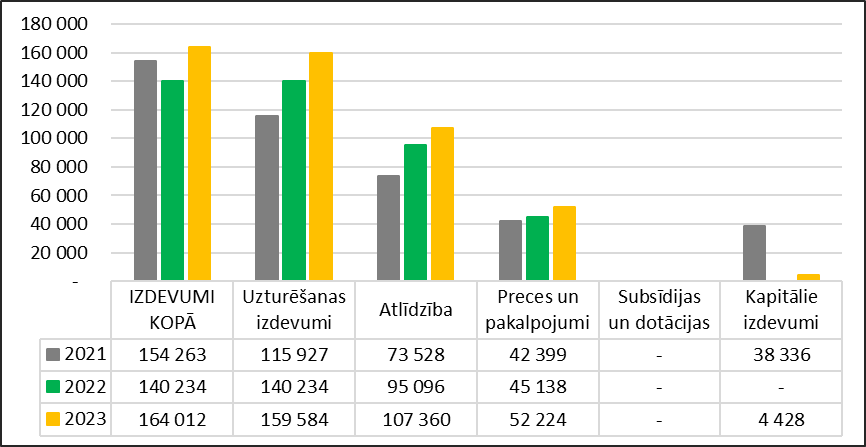 180 000
160 000
140 000
120 000
100 000
80 000
60 000
40 000
20 000
-
IZDEVUMI KOPĀ
Uzturēšanas izdevumi
Atlīdzība
Preces un pakalpojumi
Subsīdijas un dotācijas
Kapitālie izdevumi
2021 154 263 115 927 73 528 42 399 - 38 336
2022 140 234 140 234 95 096 45 138 - -
2023 164 012 159 584 107 360 52 224 - 4 428